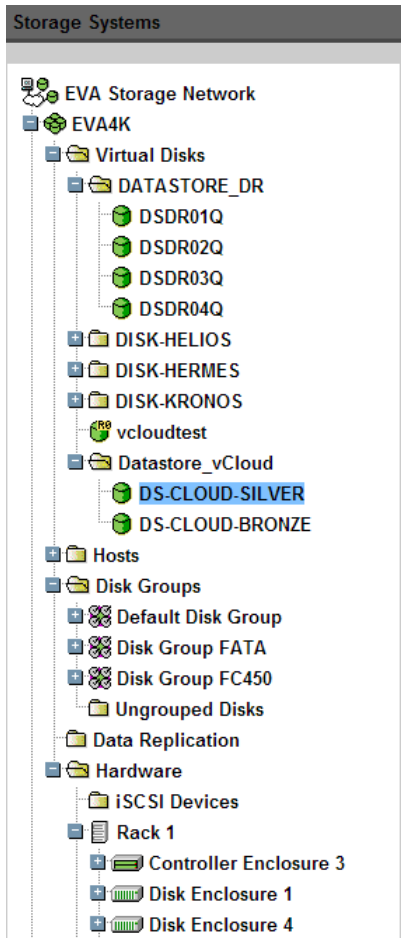 Storage Systems
EVA Storage Network
EVA4K
Virtual Disks
DATASTORE_DR
DSDR01Q
DSDR02Q
DSDR03Q
DSDR04Q
DISK-HELIOS
DISK-HERMES
DISK-KRONOS
R0 vcloudtest
Datastore_vCloud
DS-CLOUD-SILVER
DS-CLOUD-BRONZE
Hosts
Disk Groups
Default Disk Group
Disk Group FATA
Disk Group FC450
Ungrouped Disks
Data Replication
Hardware
iSCSI Devices
Rack 1
Controller Enclosure 3
Disk Enclosure 1
Disk Enclosure 4